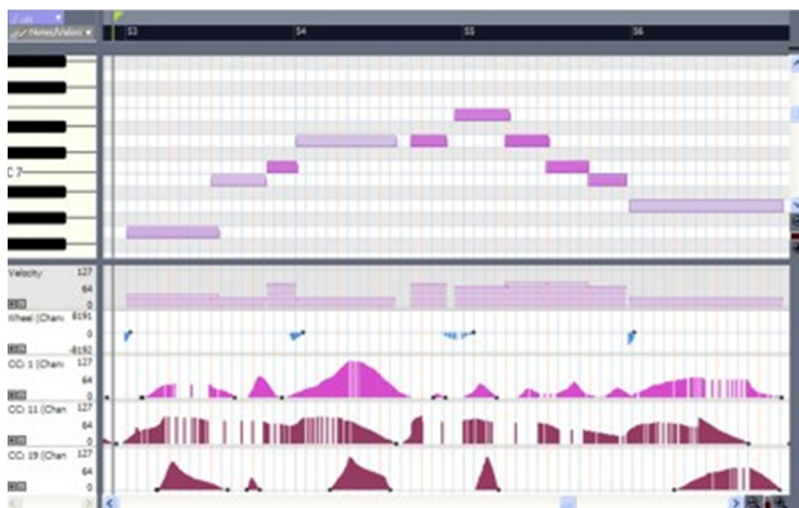 Notes/Veloci
53 54 55 56
C 7
Velocity 127
64
0
Wheel (Chan: 8191
0
-8192
CC: 1 (Chan: 127
64
0
CC: 11 (Chan 127
64
0
CC: 19 (Chan 127
64
0